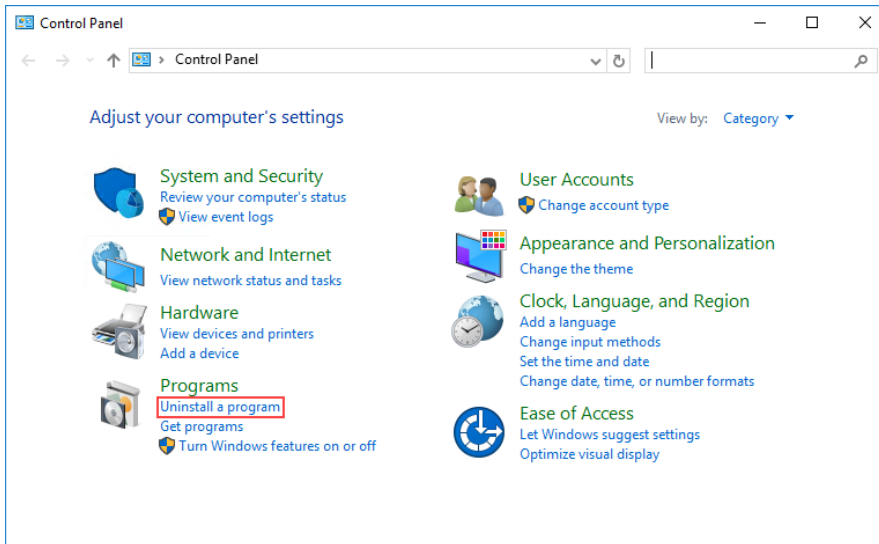 Control Panel
Control Panel
Adjust your computer's settings
View by: Category
System and Security
Review your computer's status
View event logs
Network and Internet
View network status and tasks
Hardware
View devices and printers
Add a device
Programs
Uninstall a program
Get programs
Turn Windows features on or off
User Accounts
Change account type
Appearance and Personalization
Change the theme
Clock, Language, and Region
Add a language
Change input methods
Set the time and date
Change date, time, or number formats
Ease of Access
Let Windows suggest settings
Optimize visual display